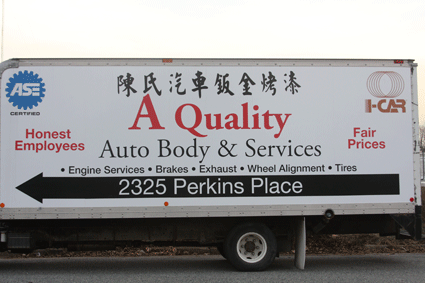 陳氏汽車鈑金烤漆
ASE
CERTIFIED
I-CAR
A Quality
Honest
Employees
Fair
Prices
Auto Body & Services
• Engine Services • Brakes • Exhaust • Wheel Alignment • Tires
2325 Perkins Place